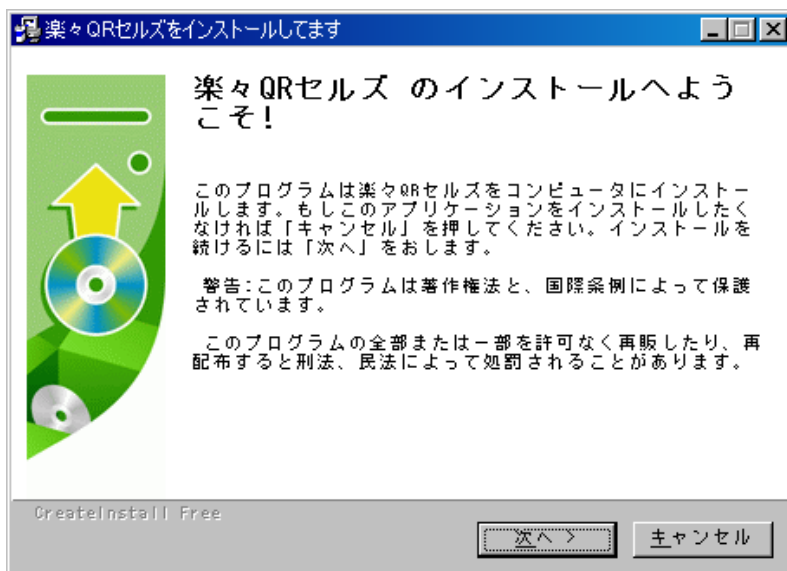 楽々QRセルズをインストールしてます
楽々QRセルズ のインストールへよう
こそ!
このプログラムは楽々QRセルズをコンピュータにインストー
ルします。もしこのアプリケーションをインストールしたく
なければ「キャンセル」を押してください。インストールを
続けるには「次へ」をおします。
警告:このプログラムは著作権法と、国際条例によって保護
されています。
このプログラムの全部または一部を許可なく再販したり、再
配布すると刑法、民法によって処罰されることがあります。
CreateInstall Free
次へ >
キャンセル